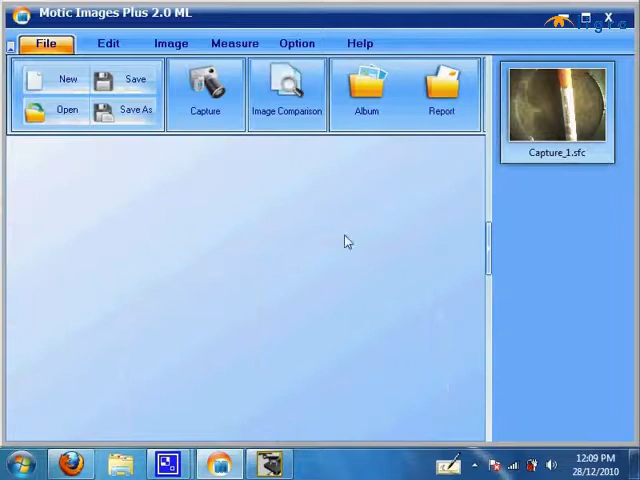 Motic Images Plus 2.0 ML
File Edit Image Measure Option Help
New Save
Open Save As
Capture
Image Comparison
Album
Report
Capture_1.sfc
12:09 PM
28/12/2010